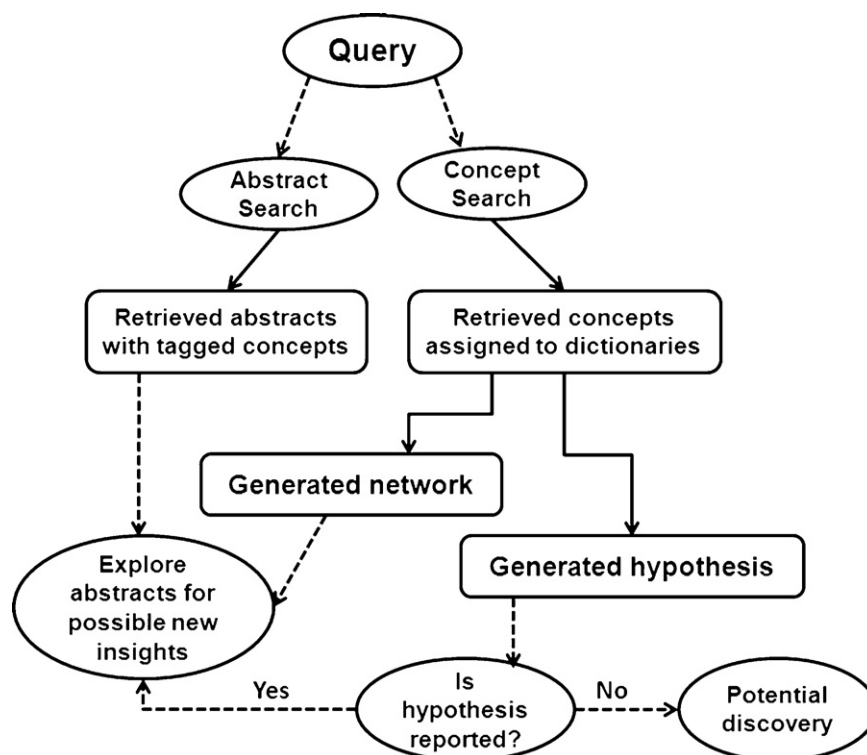 Query
Abstract
Search
Concept
Search
Retrieved abstracts
with tagged concepts
Retrieved concepts
assigned to dictionaries
Generated network
Explore
abstracts for
possible new
insights
Generated hypothesis
Yes
Is
hypothesis
reported?
No
Potential
discovery